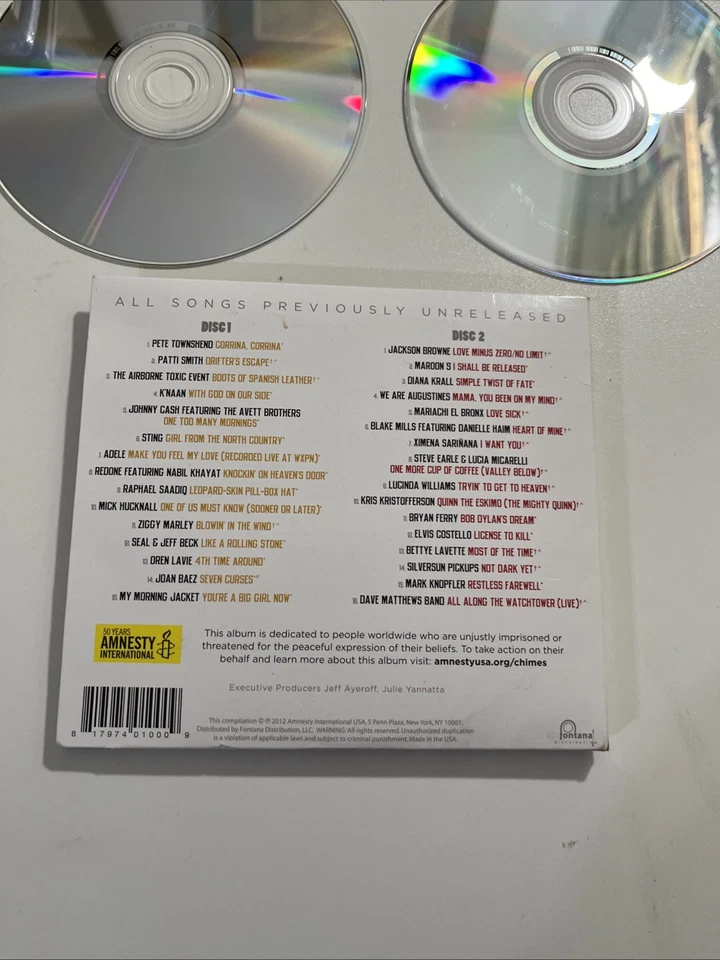 ALL SONGS PREVIOUSLY UNRELEASED
DISC 1
1. PETE TOWNSHEND CORRINA, CORRINA*
2. PATTI SMITH DRIFTER'S ESCAPE†^
3. THE AIRBORNE TOXIC EVENT BOOTS OF SPANISH LEATHER†^
4. K'NAAN WITH GOD ON OUR SIDE*
5. JOHNNY CASH FEATURING THE AVETT BROTHERS
ONE TOO MANY MORNINGS*
6. STING GIRL FROM THE NORTH COUNTRY*
7. ADELE MAKE YOU FEEL MY LOVE (RECORDED LIVE AT WXPN)*
8. REDONE FEATURING NABIL KHAYAT KNOCKIN' ON HEAVEN'S DOOR*
9. RAPHAEL SAADIQ LEOPARD-SKIN PILL-BOX HAT*
10. MICK HUCKNALL ONE OF US MUST KNOW (SOONER OR LATER)*
11. ZIGGY MARLEY BLOWIN' IN THE WIND†^
12. SEAL & JEFF BECK LIKE A ROLLING STONE*
13. OREN LAVIE 4TH TIME AROUND*
14. JOAN BAEZ SEVEN CURSES*
15. MY MORNING JACKET YOU'RE A BIG GIRL NOW*
DISC 2
1. JACKSON BROWNE LOVE MINUS ZERO/NO LIMIT†^
2. MAROON 5 I SHALL BE RELEASED*
3. DIANA KRALL SIMPLE TWIST OF FATE*
4. WE ARE AUGUSTINES MAMA, YOU BEEN ON MY MIND†^
5. MARIACHI EL BRONX LOVE SICK†^
6. BLAKE MILLS FEATURING DANIELLE HAIM HEART OF MINE†^
7. XIMENA SARIÑANA I WANT YOU†^
8. STEVE EARLE & LUCIA MICARELLI
ONE MORE CUP OF COFFEE (VALLEY BELOW)†^
9. LUCINDA WILLIAMS TRYIN' TO GET TO HEAVEN†^
10. KRIS KRISTOFFERSON QUINN THE ESKIMO (THE MIGHTY QUINN)†^
11. BRYAN FERRY BOB DYLAN'S DREAM*
12. ELVIS COSTELLO LICENSE TO KILL*
13. BETTYE LAVETTE MOST OF THE TIME†^
14. SILVERSUN PICKUPS NOT DARK YET†^
15. MARK KNOPFLER RESTLESS FAREWELL*
16. DAVE MATTHEWS BAND ALL ALONG THE WATCHTOWER (LIVE)†^
50 YEARS
AMNESTY
INTERNATIONAL
This album is dedicated to people worldwide who are unjustly imprisoned or
threatened for the peaceful expression of their beliefs. To take action on their
behalf and learn more about this album visit: amnestyusa.org/chimes
Executive Producers Jeff Ayeroff, Julie Yannatta
8 17974 01000 9
This compilation © ℗ 2012 Amnesty International USA, 5 Penn Plaza, New York, NY 10001.
Distributed by Fontana Distribution, LLC. WARNING: All rights reserved. Unauthorized duplication
is a violation of applicable laws and subject to criminal punishment. Made in the USA.
fontana
DISTRIBUTION